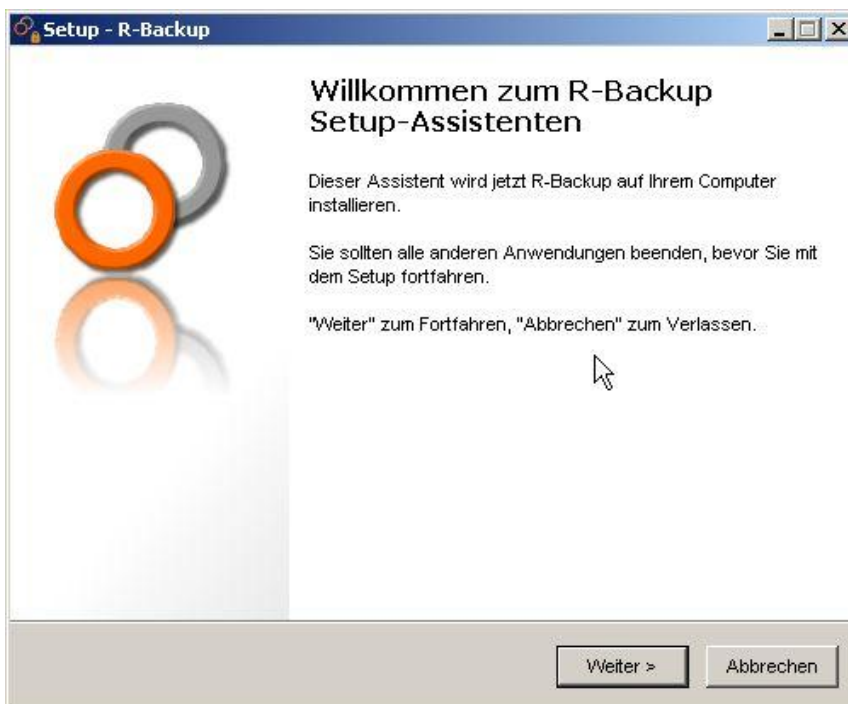 Setup - R-Backup
Willkommen zum R-Backup
Setup-Assistenten
Dieser Assistent wird jetzt R-Backup auf Ihrem Computer
installieren.
Sie sollten alle anderen Anwendungen beenden, bevor Sie mit
dem Setup fortfahren.
"Weiter" zum Fortfahren, "Abbrechen" zum Verlassen.
Weiter >
Abbrechen